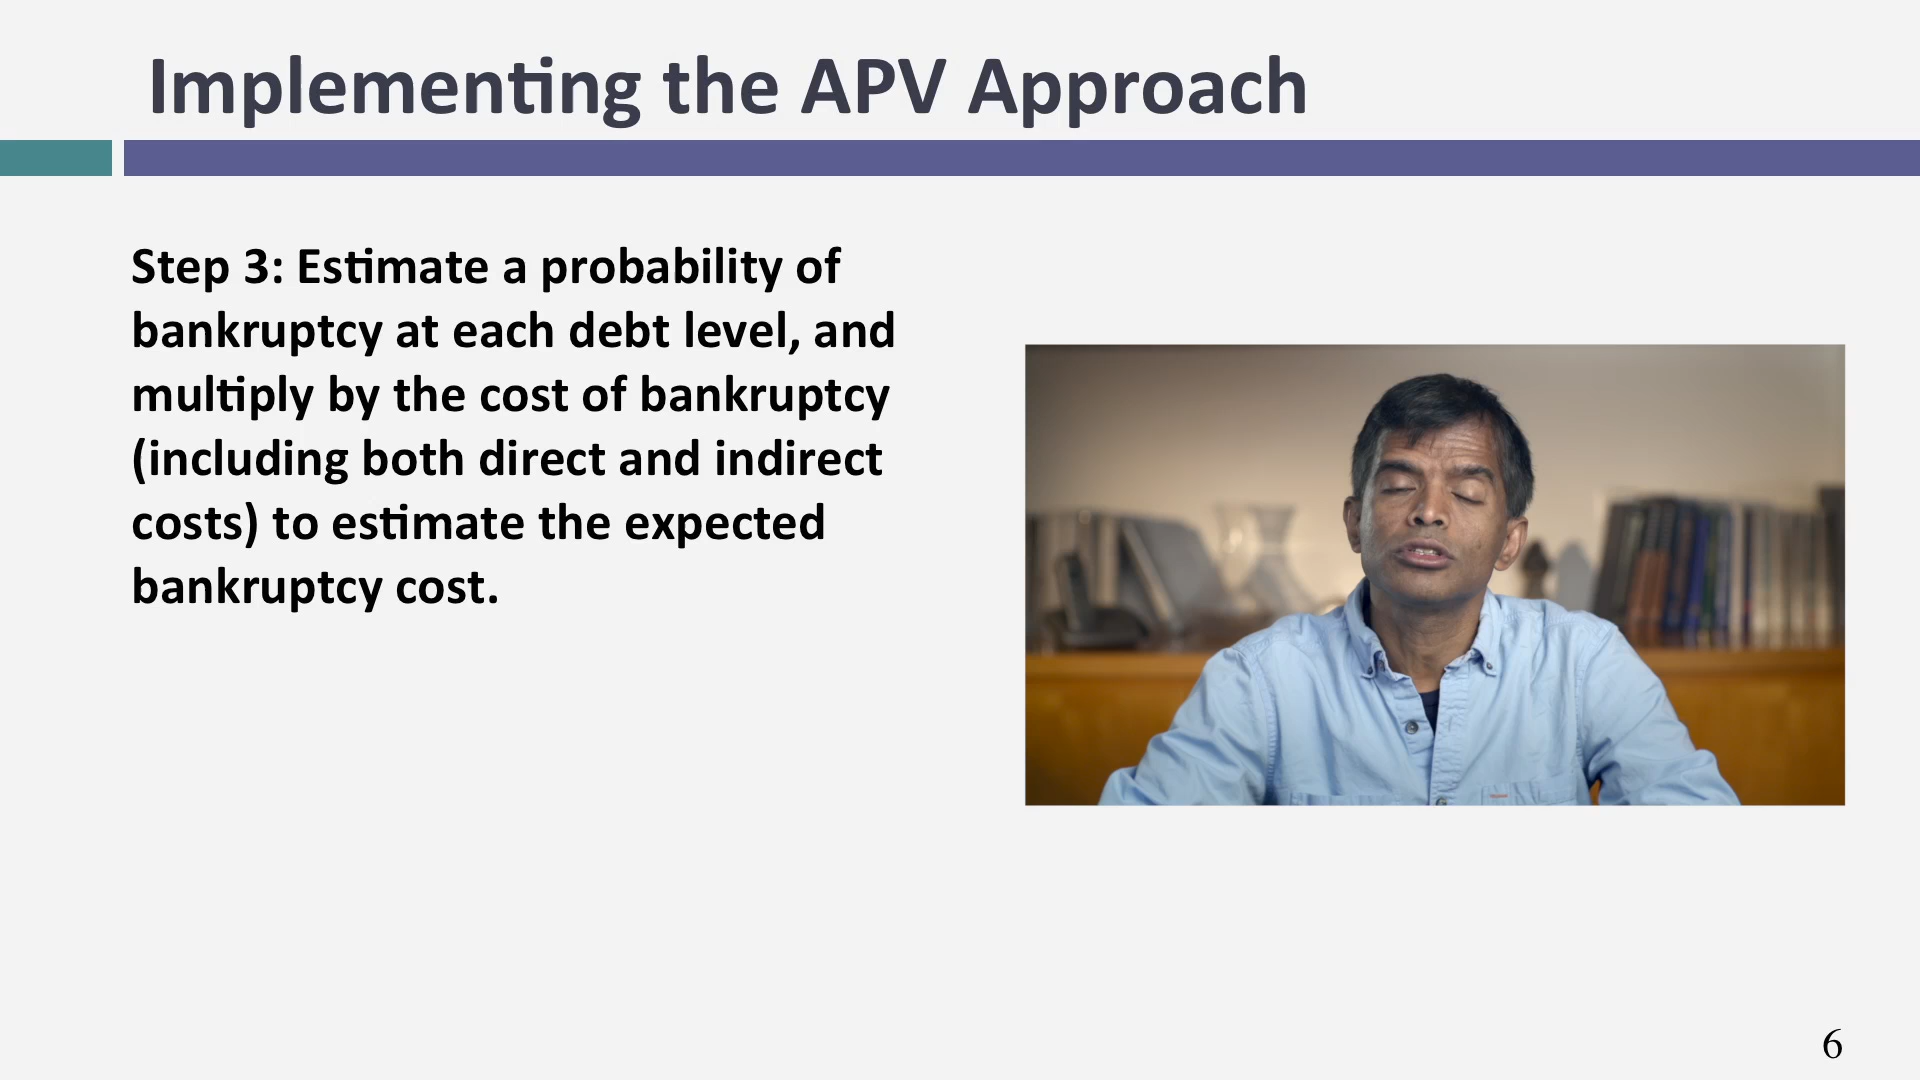 Implementing the APV Approach
Step 3: Estimate a probability of
bankruptcy at each debt level, and
multiply by the cost of bankruptcy
(including both direct and indirect
costs) to estimate the expected
bankruptcy cost.
6